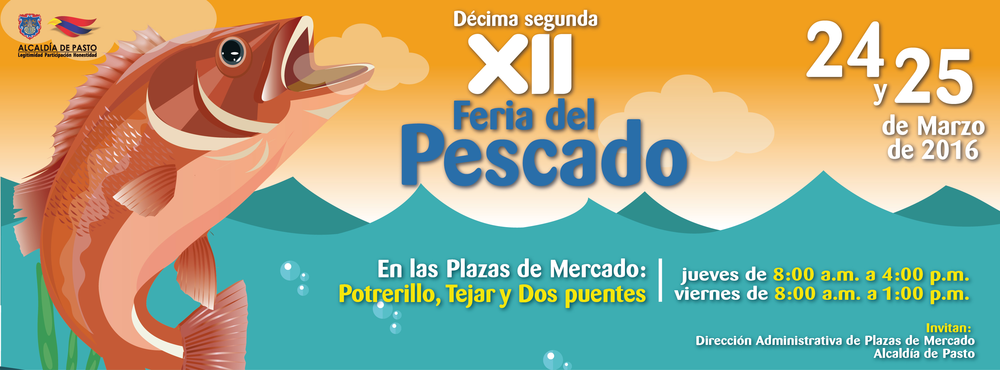 ALCALDÍA DE PASTO
Legitimidad Participación Honestidad
Décima segunda
XII
Feria del
Pescado
24
y 25
de Marzo
de 2016
En las Plazas de Mercado:
Potrerillo, Tejar y Dos puentes
jueves de 8:00 a.m. a 4:00 p.m.
viernes de 8:00 a.m. a 1:00 p.m.
Invitan:
Dirección Administrativa de Plazas de Mercado
Alcaldía de Pasto